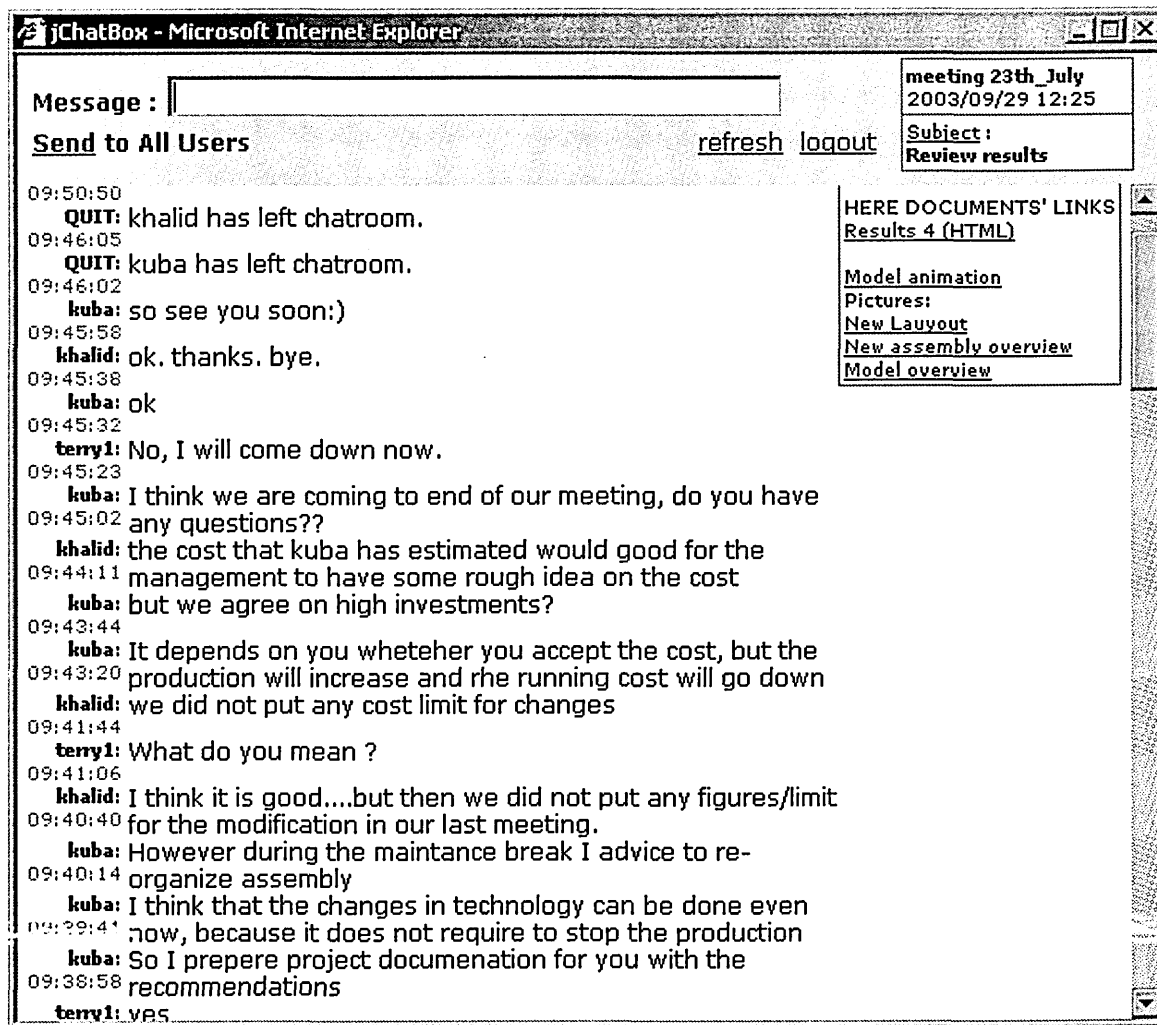 jChatBox - Microsoft Internet Explorer
Message :
Send to All Users
refresh logout
meeting 23th_July
2003/09/29 12:25
Subject :
Review results
09:50:50
QUIT: khalid has left chatroom.
09:46:05
QUIT: kuba has left chatroom.
09:46:02
kuba: so see you soon:)
09:45:58
khalid: ok. thanks. bye.
09:45:38
kuba: ok
09:45:32
terry1: No, I will come down now.
09:45:23
kuba: I think we are coming to end of our meeting, do you have
09:45:02 any questions??
khalid: the cost that kuba has estimated would good for the
09:44:11 management to have some rough idea on the cost
kuba: but we agree on high investments?
09:43:44
kuba: It depends on you wheteher you accept the cost, but the
09:43:20 production will increase and rhe running cost will go down
khalid: we did not put any cost limit for changes
09:41:44
terry1: What do you mean ?
09:41:06
khalid: I think it is good....but then we did not put any figures/limit
09:40:40 for the modification in our last meeting.
kuba: However during the maintance break I advice to re-
09:40:14 organize assembly
kuba: I think that the changes in technology can be done even
now, because it does not require to stop the production
kuba: So I prepere project documenation for you with the
09:38:58 recommendations
terry1: yes
HERE DOCUMENTS' LINKS
Results 4 (HTML)
Model animation
Pictures:
New Lauyout
New assembly overview
Model overview